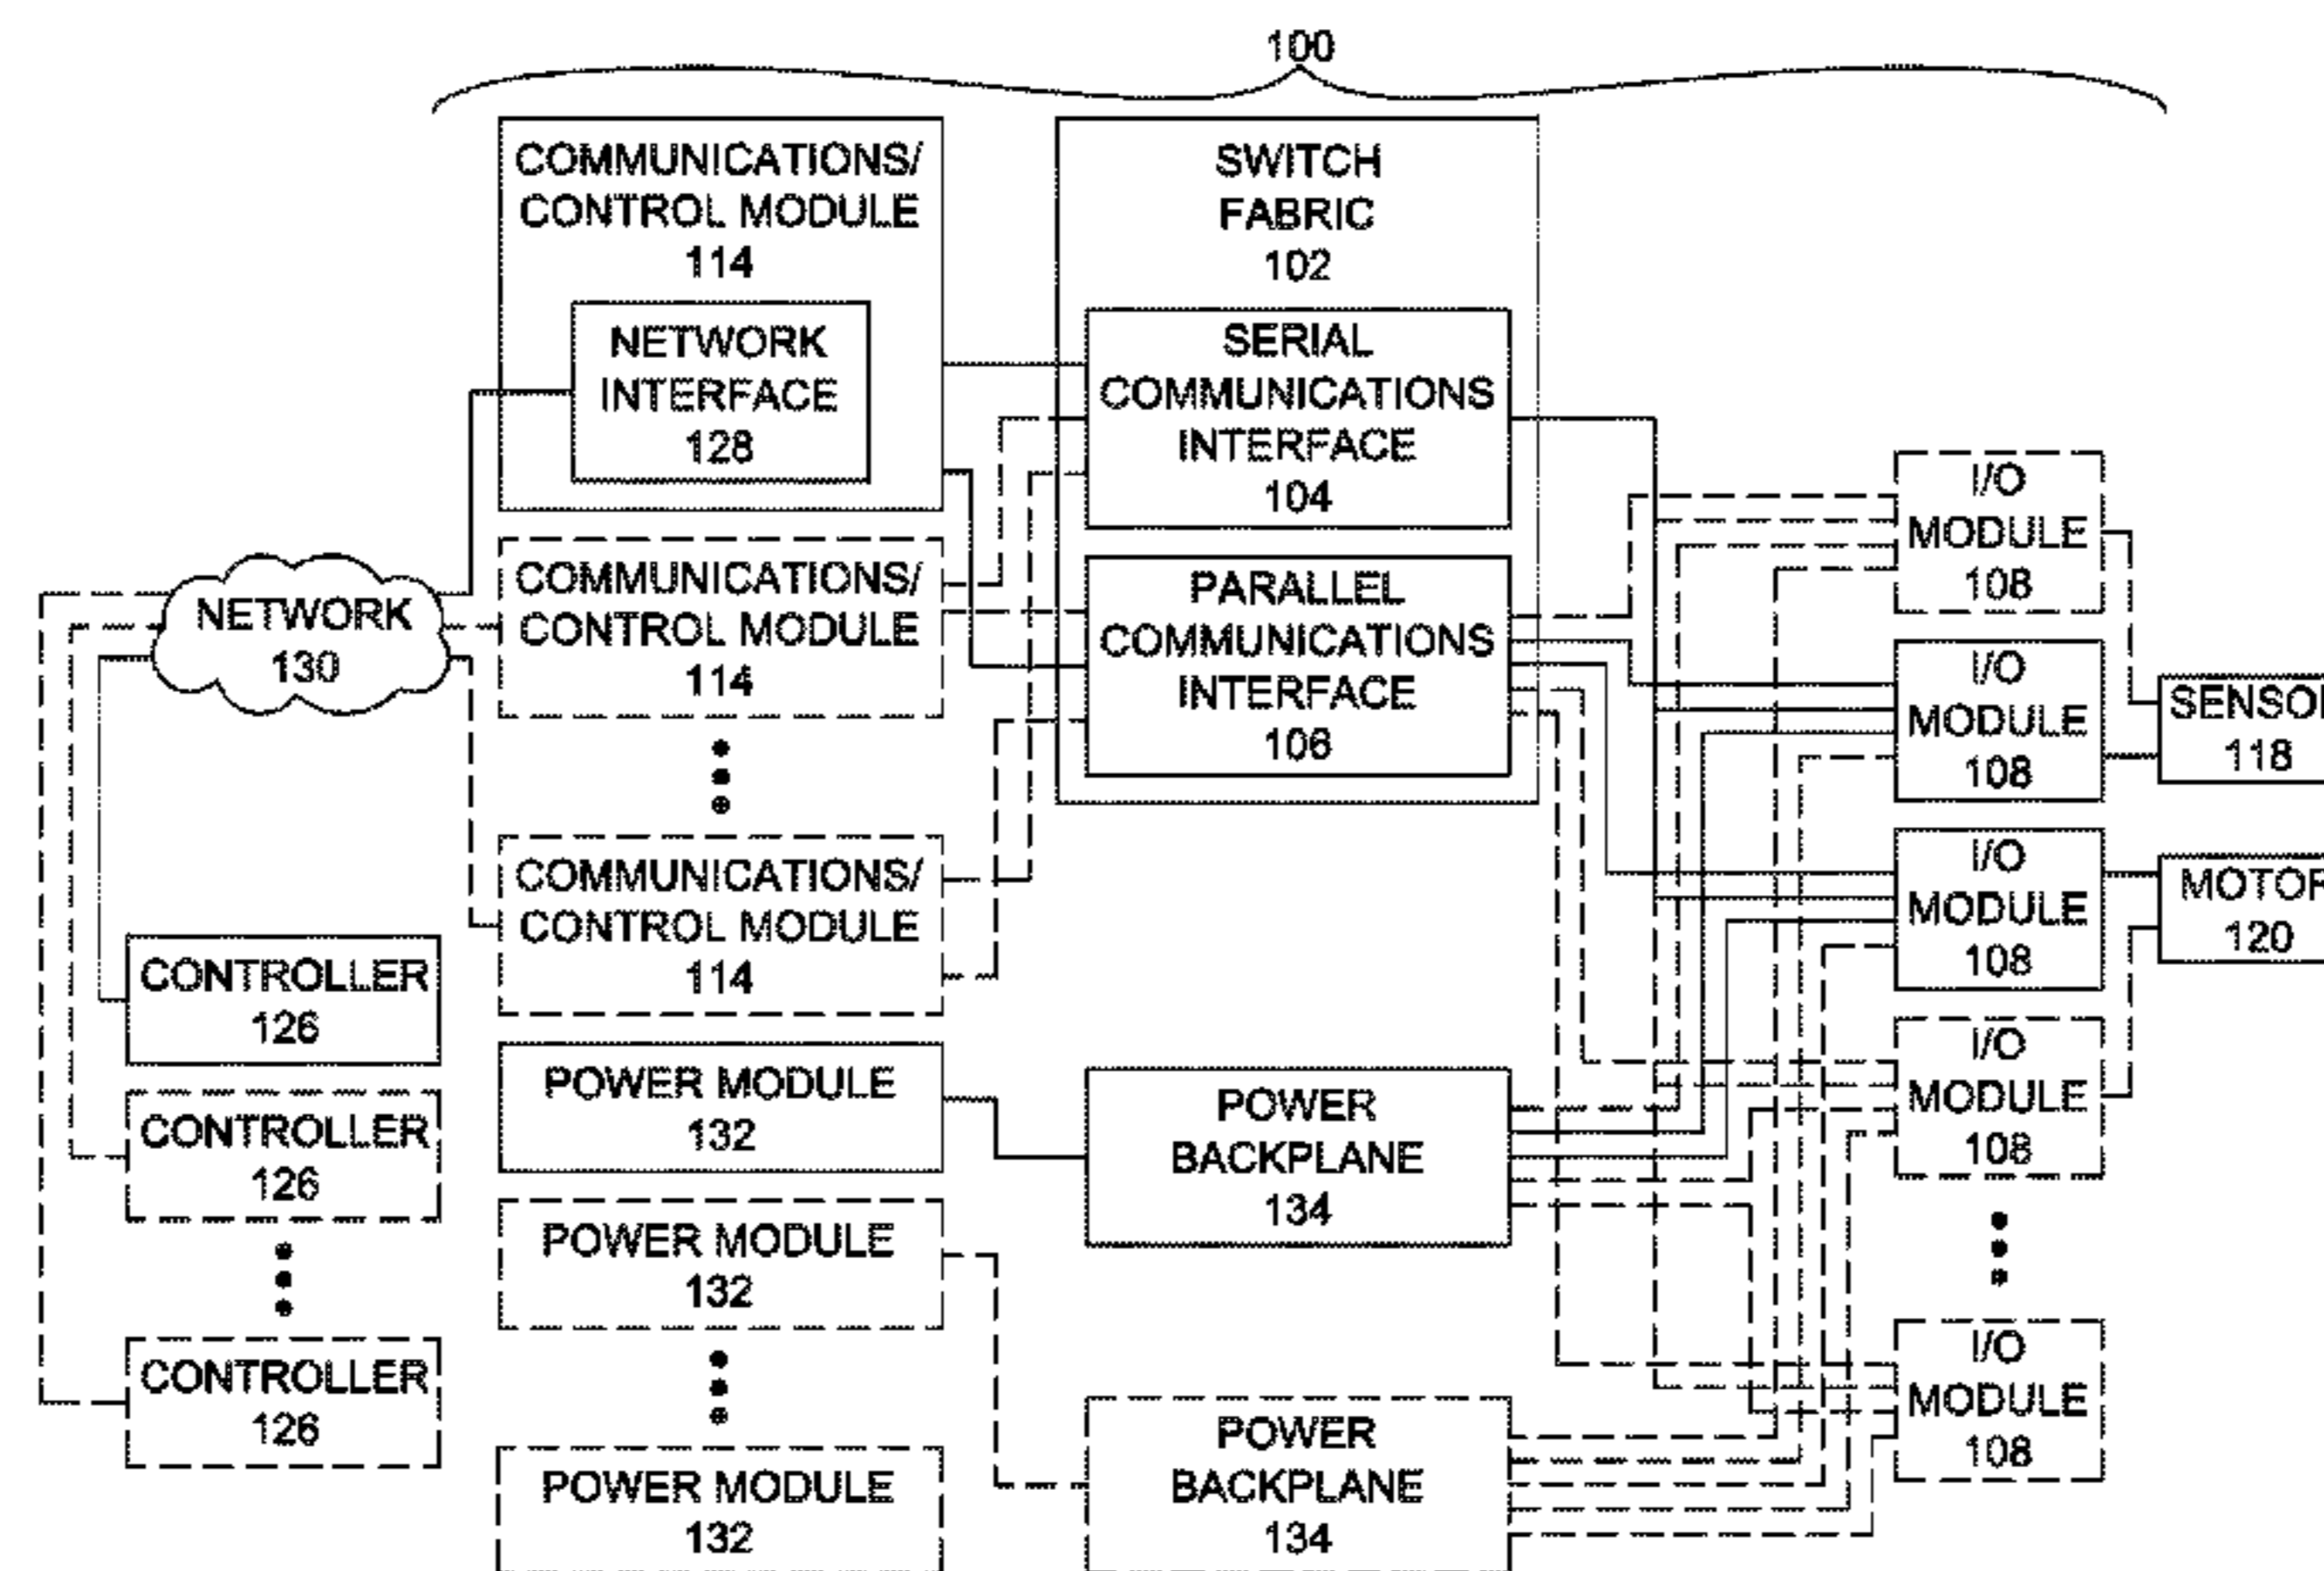 100
COMMUNICATIONS/
CONTROL MODULE
114
NETWORK
INTERFACE
128
SWITCH
FABRIC
102
SERIAL
COMMUNICATIONS
INTERFACE
104
PARALLEL
COMMUNICATIONS
INTERFACE
106
NETWORK
130
COMMUNICATIONS/
CONTROL MODULE
114
COMMUNICATIONS/
CONTROL MODULE
114
CONTROLLER
126
CONTROLLER
126
CONTROLLER
126
POWER MODULE
132
POWER MODULE
132
POWER MODULE
132
POWER
BACKPLANE
134
POWER
BACKPLANE
134
I/O
MODULE
108
I/O
MODULE
108
I/O
MODULE
108
I/O
MODULE
108
I/O
MODULE
108
SENSOR
118
MOTOR
120